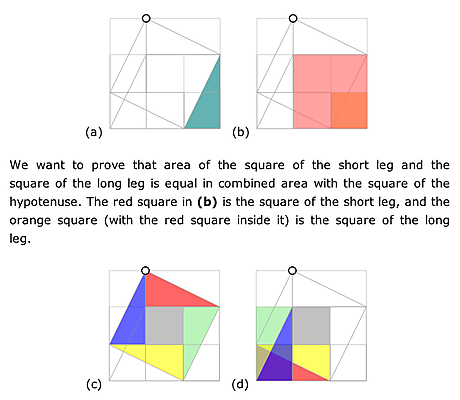 (a) (b)
We want to prove that area of the square of the short leg and the
square of the long leg is equal in combined area with the square of the
hypotenuse. The red square in (b) is the square of the short leg, and the
orange square (with the red square inside it) is the square of the long
leg.
(c) (d)